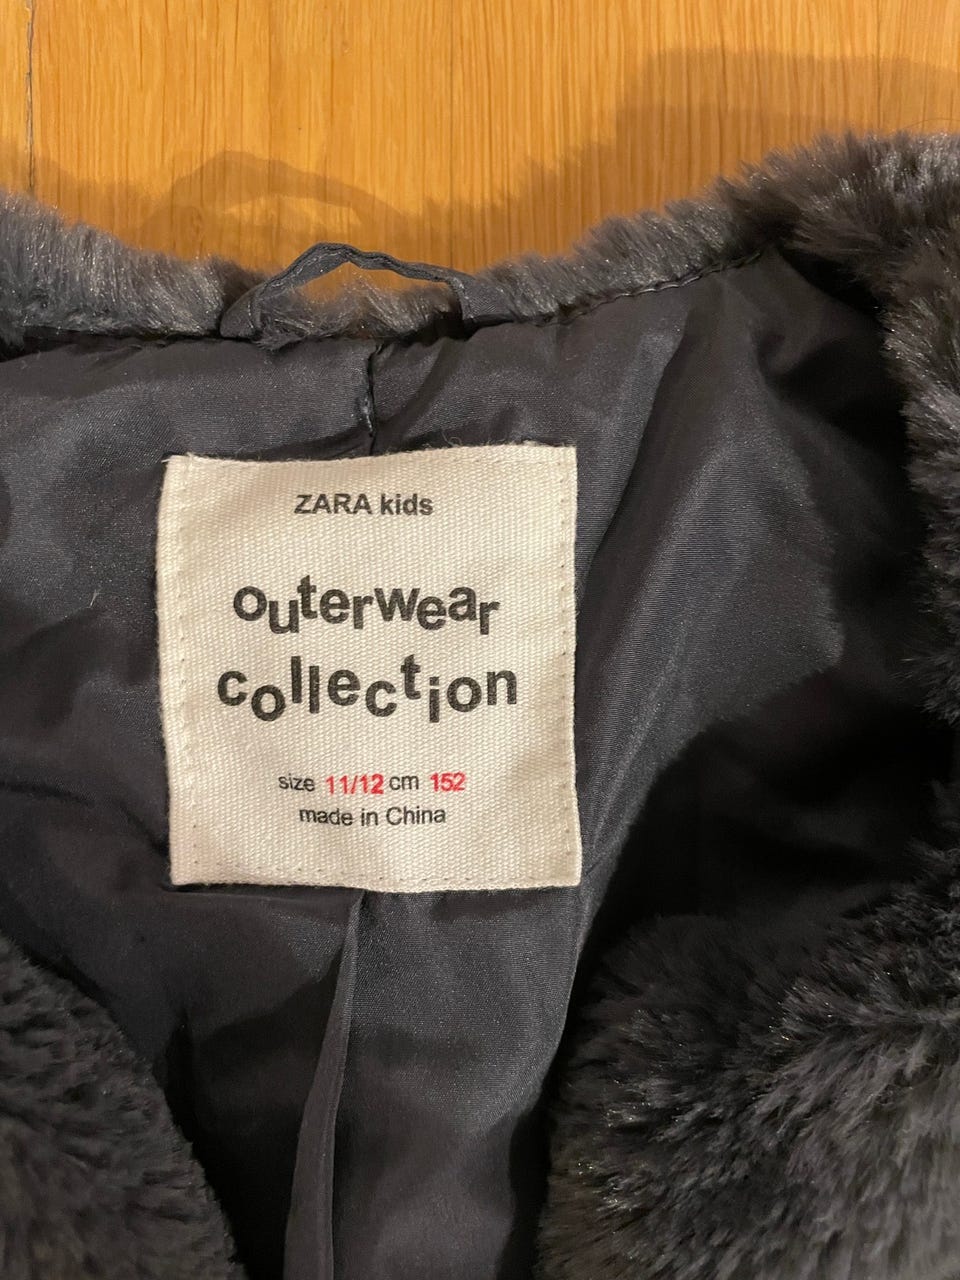 ZARA kids
outerwear
collection
size 11/12 cm 152
made in China